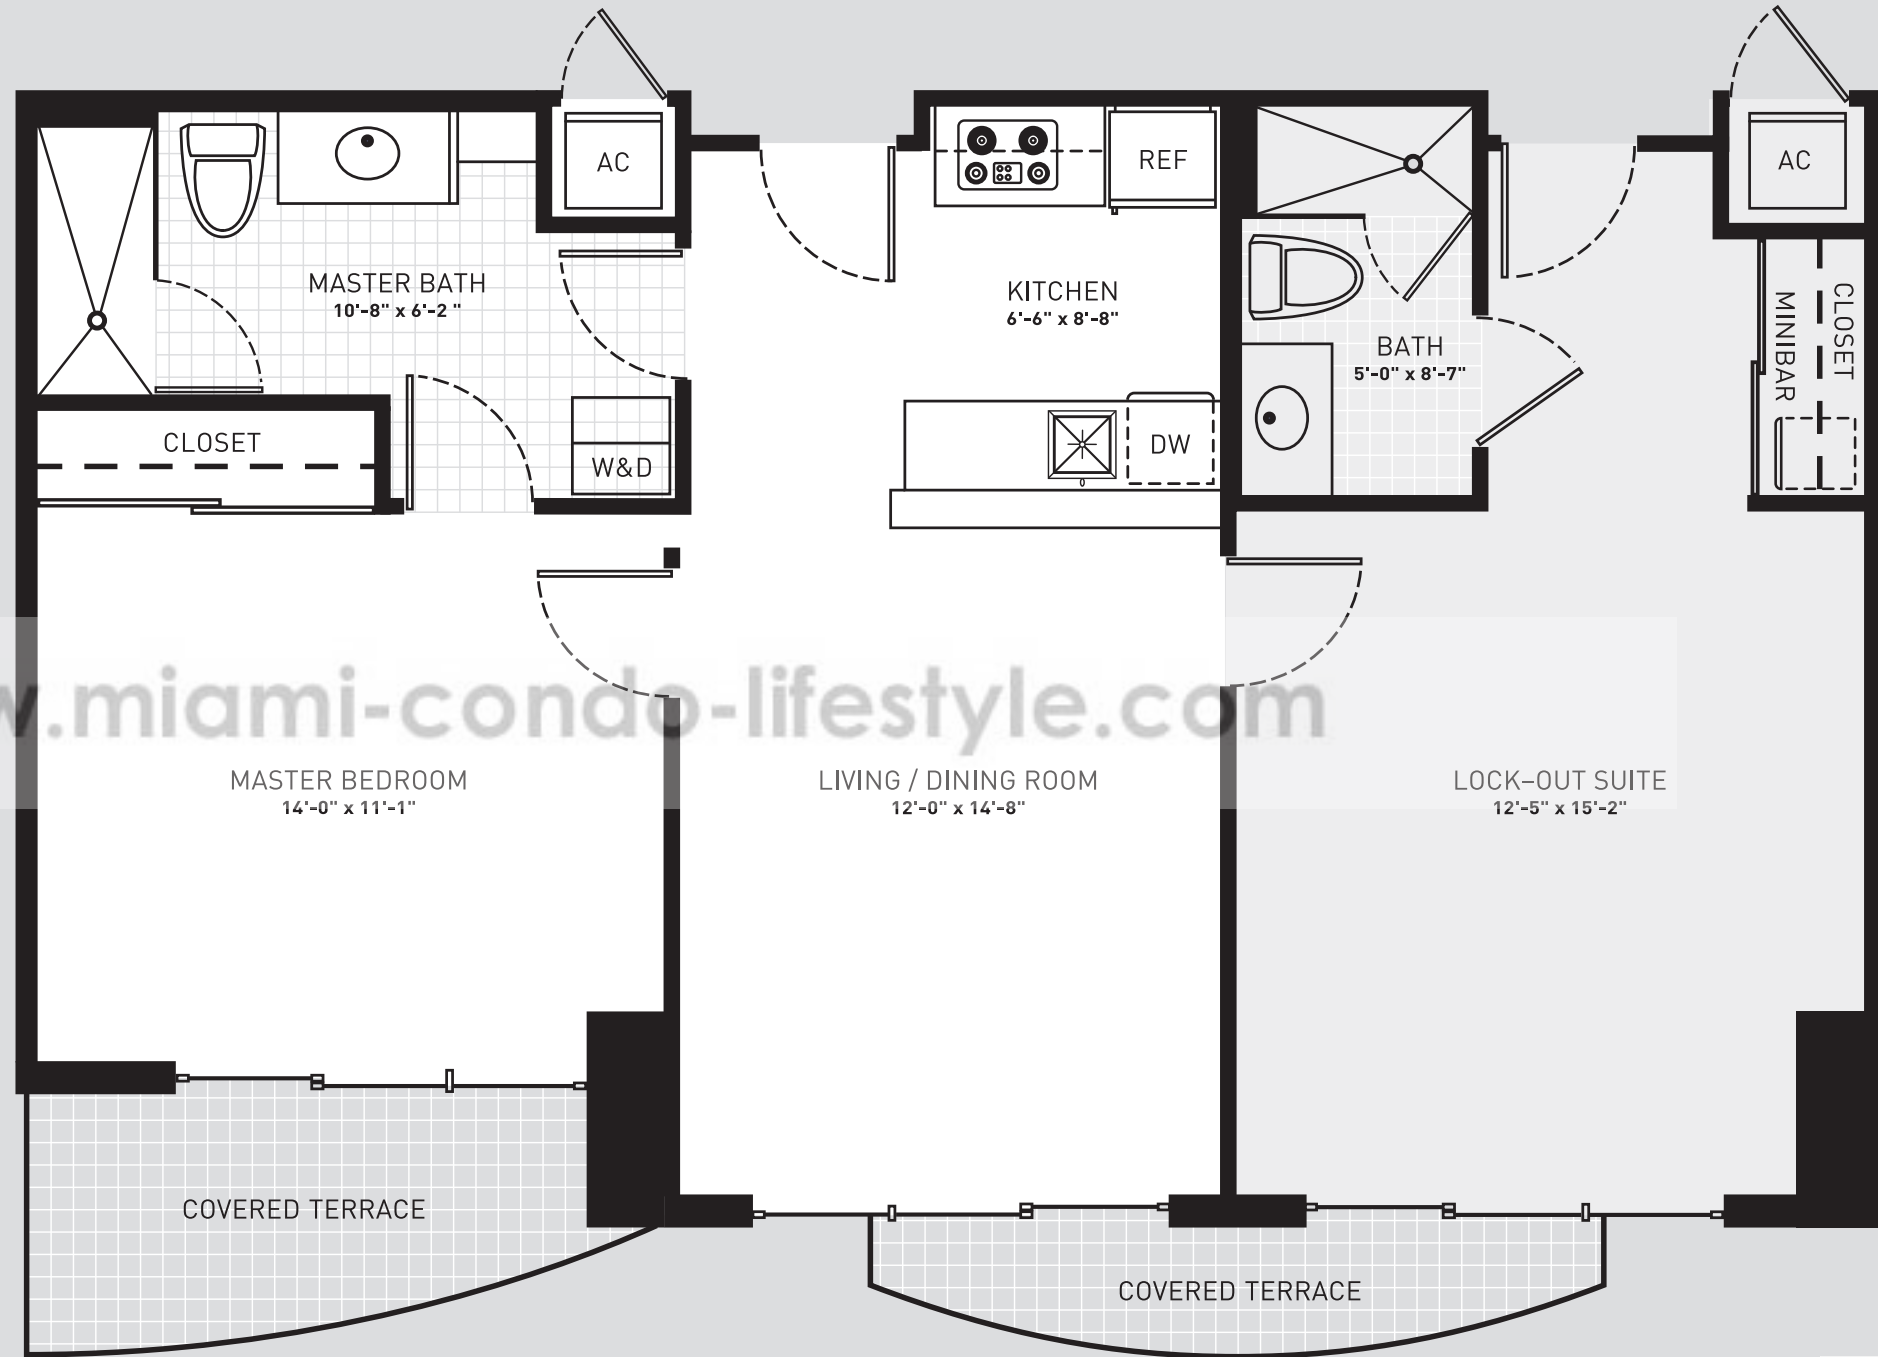 AC
REF
AC
MASTER BATH
10'-8" x 6'-2 "
KITCHEN
6'-6" x 8'-8"
BATH
5'-0" x 8'-7"
MINIBAR
CLOSET
CLOSET
W&D
DW
w.miami-condo-lifestyle.com
MASTER BEDROOM
14'-0" x 11'-1"
LIVING / DINING ROOM
12'-0" x 14'-8"
LOCK-OUT SUITE
12'-5" x 15'-2"
COVERED TERRACE
COVERED TERRACE